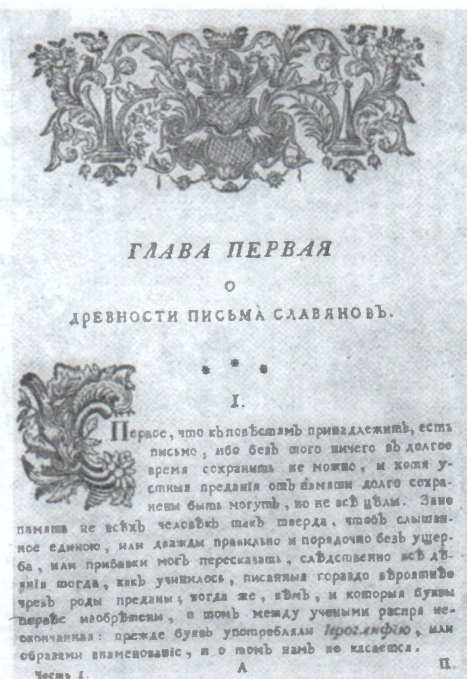 ГЛАВА ПЕРВАЯ
О
ДРЕВНОСТИ ПИСЬМА̀ СЛАВЯНОВЪ.
* * *
I.
Первое, что къ повѣстямъ принадлежитъ, есть
письмо, ибо безъ того ничего въ долгое
время сохранить не можно, и хотя у-
стныя преданія отъ памяти долго сохра-
нены быть могутъ, но не всѣ цѣлы. Зане
память не всѣхъ человѣкъ такъ тверда, чтобъ слышан-
ное единою, или дважды правильно и порядочно безъ ущер-
ба, или прибавки могъ пересказать, слѣдственно всѣ дѣ-
янія тогда, какъ учинилось, писанныя гораздо вѣроятнѣе
чрезъ роды преданы; когда же, кѣмъ, и которыя буквы
первѣе изобрѣтены, о томъ между учеными распря не-
окончанная: прежде буквъ употребляли Іероглифію, или
образами знаменованіе, и о томъ намъ не касается.
Часть I. А П.